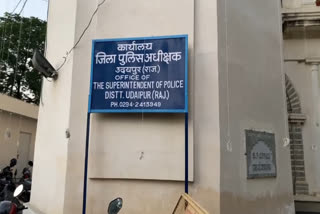 कार्यालय
जिला पुलिस अधीक्षक
उदयपुर (राज)
OFFICE OF
THE SUPERINTENDENT OF POLICE
DISTT. UDAIPUR (RAJ)
PH:0294-2413949